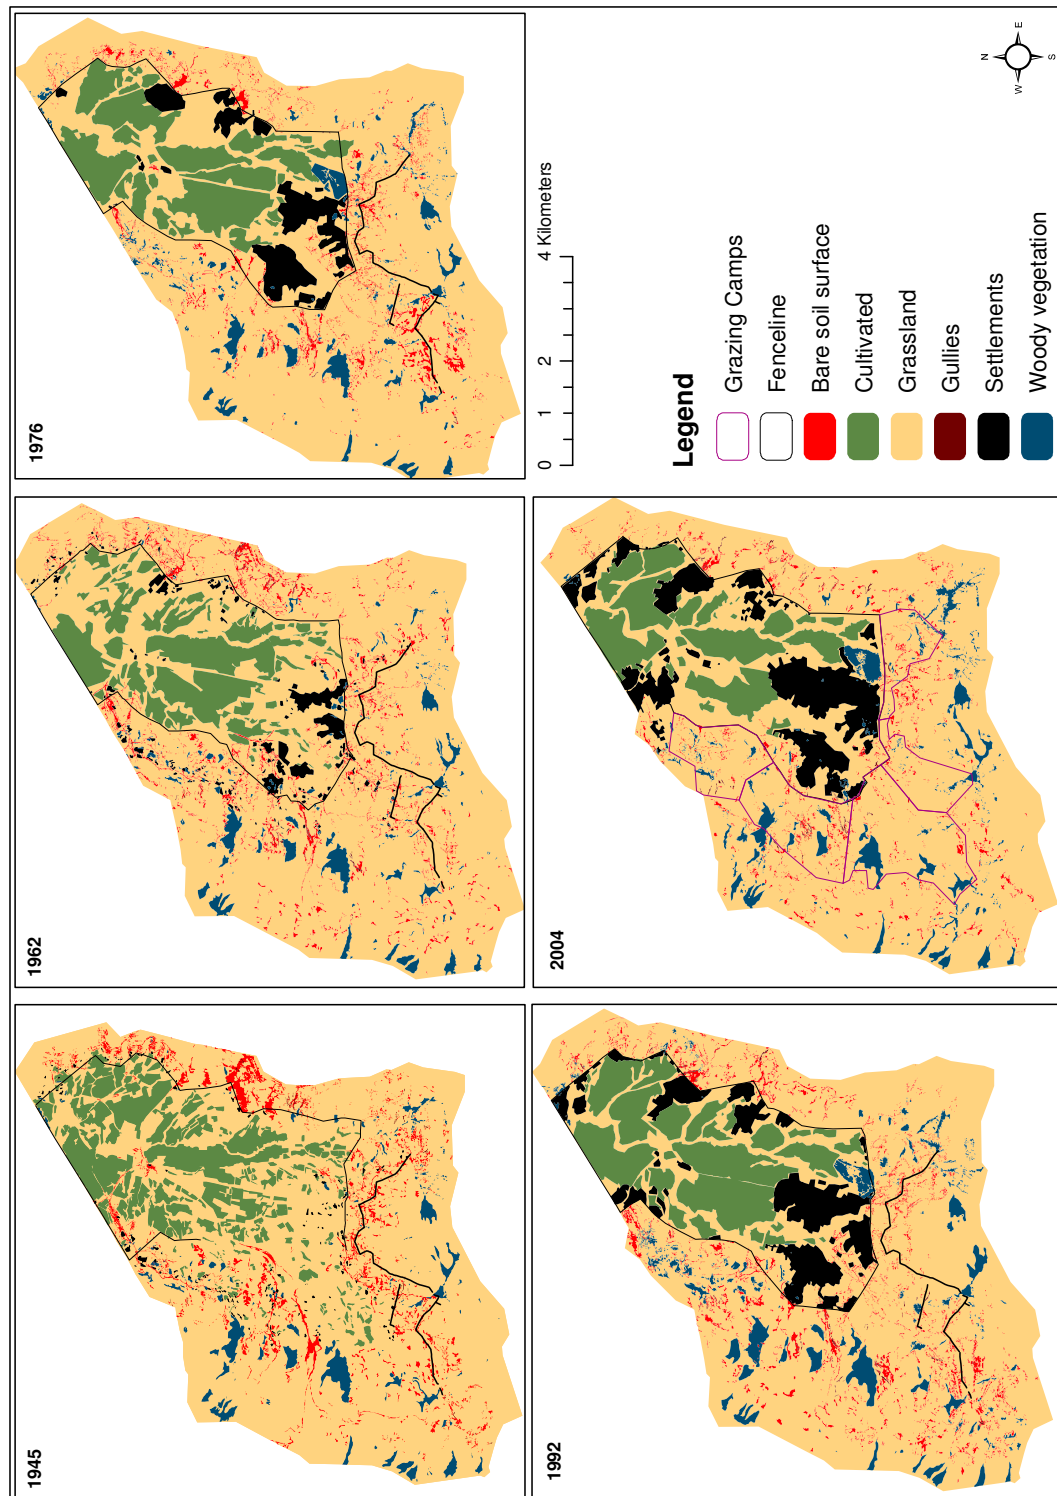 1945
1962
1976
1992
2004
N
E
S
W
0 1 2 4 Kilometers
Legend
Grazing Camps
Fenceline
Bare soil surface
Cultivated
Grassland
Gullies
Settlements
Woody vegetation